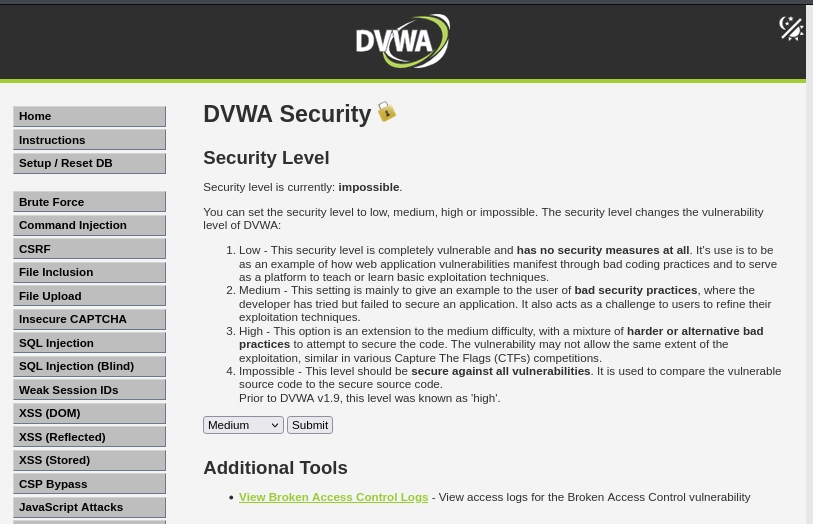 DVWA
Home
Instructions
Setup / Reset DB
Brute Force
Command Injection
CSRF
File Inclusion
File Upload
Insecure CAPTCHA
SQL Injection
SQL Injection (Blind)
Weak Session IDs
XSS (DOM)
XSS (Reflected)
XSS (Stored)
CSP Bypass
JavaScript Attacks
DVWA Security
Security Level
Security level is currently: impossible.
You can set the security level to low, medium, high or impossible. The security level changes the vulnerability
level of DVWA:
1. Low - This security level is completely vulnerable and has no security measures at all. It's use is to be
as an example of how web application vulnerabilities manifest through bad coding practices and to serve
as a platform to teach or learn basic exploitation techniques.
2. Medium - This setting is mainly to give an example to the user of bad security practices, where the
developer has tried but failed to secure an application. It also acts as a challenge to users to refine their
exploitation techniques.
3. High - This option is an extension to the medium difficulty, with a mixture of harder or alternative bad
practices to attempt to secure the code. The vulnerability may not allow the same extent of the
exploitation, similar in various Capture The Flags (CTFs) competitions.
4. Impossible - This level should be secure against all vulnerabilities. It is used to compare the vulnerable
source code to the secure source code.
Prior to DVWA v1.9, this level was known as 'high'.
Medium Submit
Additional Tools
• View Broken Access Control Logs - View access logs for the Broken Access Control vulnerability